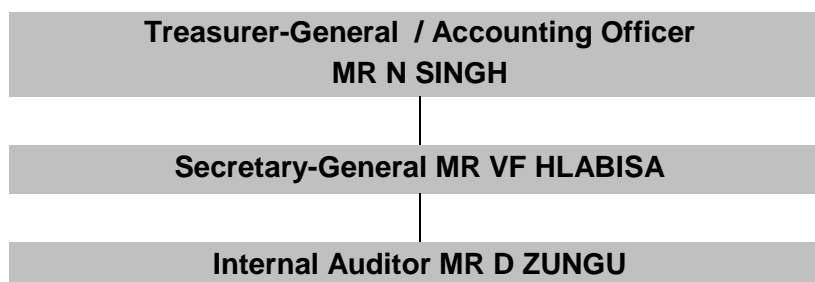 Treasurer-General / Accounting Officer
MR N SINGH
Secretary-General MR VF HLABISA
Internal Auditor MR D ZUNGU